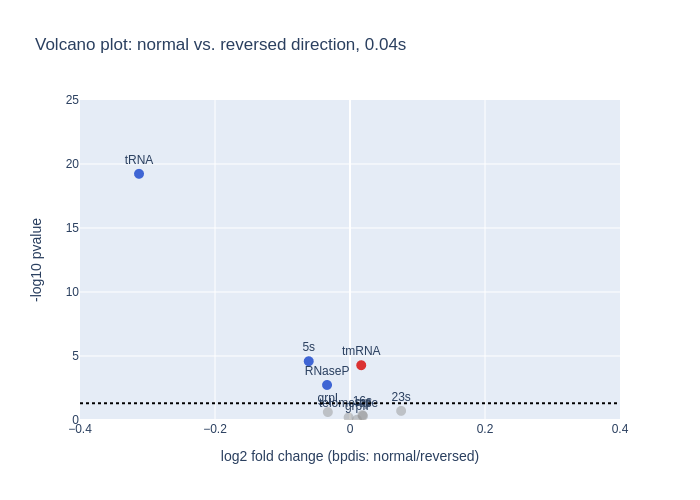 Volcano plot: normal vs. reversed direction, 0.04s
25
20
15
10
5
0
-log10 pvalue
tRNA
5s
tmRNA
RNaseP
grpI
23s
16s
−0.4
−0.2
0
0.2
0.4
log2 fold change (bpdis: normal/reversed)